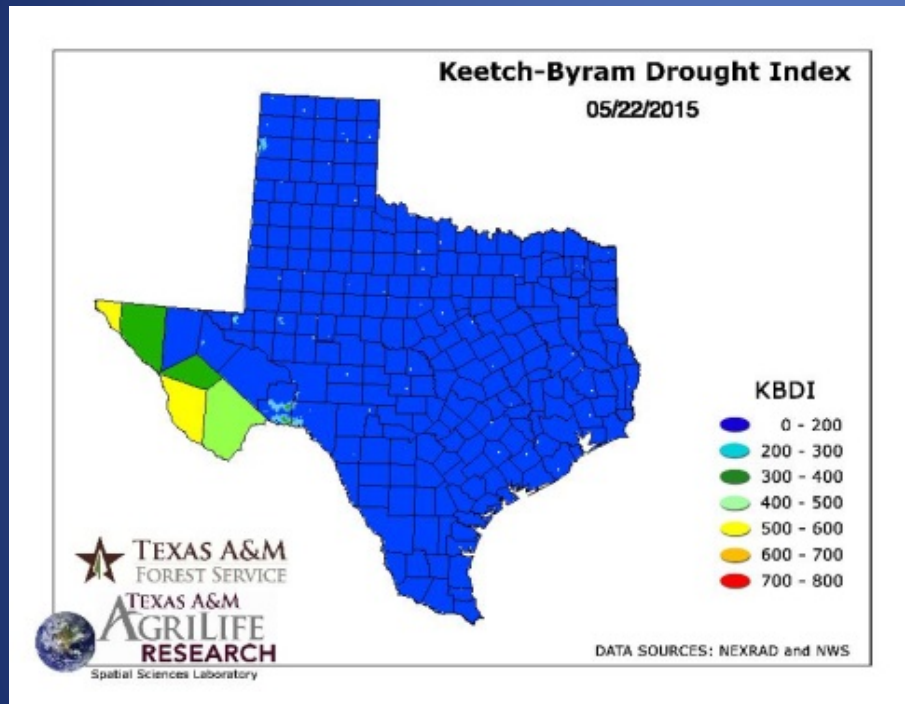 Keetch-Byram Drought Index
05/22/2015
KBDI
0 - 200
200 - 300
300 - 400
400 - 500
500 - 600
600 - 700
700 - 800
TEXAS A&M
FOREST SERVICE
TEXAS A&M
AGRILIFE
RESEARCH
Spatial Sciences Laboratory
DATA SOURCES: NEXRAD and NWS